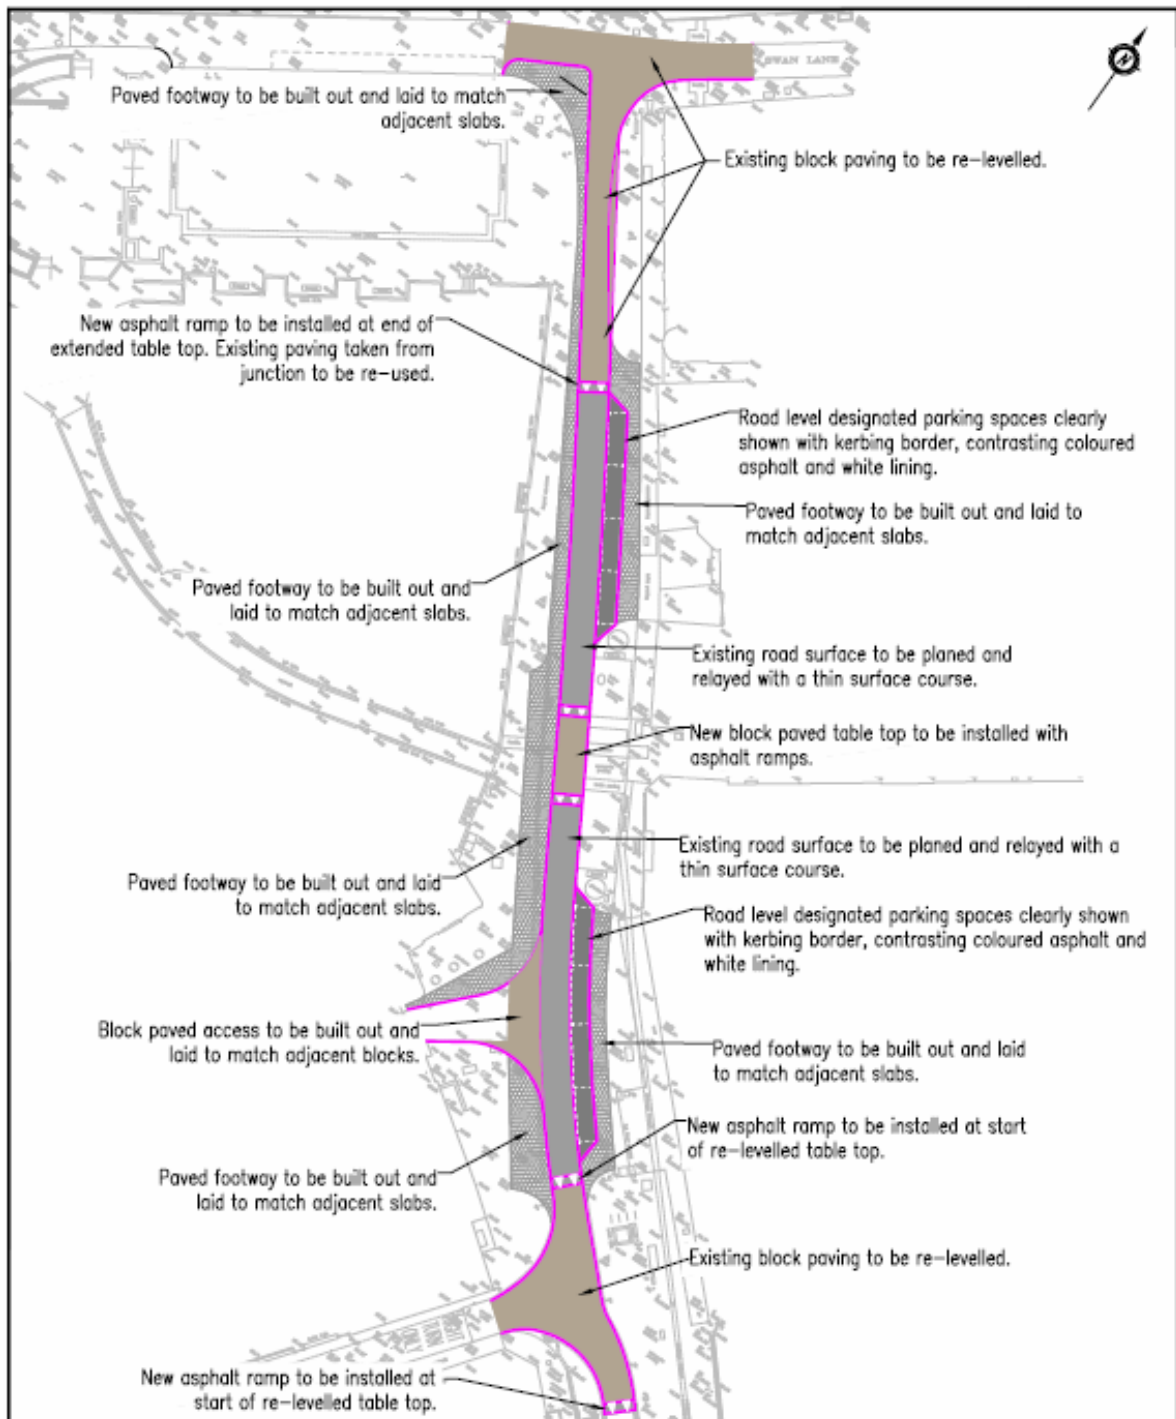 SWAN LANE
N
Paved footway to be built out and laid to match
adjacent slabs.
Existing block paving to be re-levelled.
New asphalt ramp to be installed at end of
extended table top. Existing paving taken from
junction to be re-used.
Road level designated parking spaces clearly
shown with kerbing border, contrasting coloured
asphalt and white lining.
Paved footway to be built out and laid to
match adjacent slabs.
Paved footway to be built out and
laid to match adjacent slabs.
Existing road surface to be planed and
relayed with a thin surface course.
New block paved table top to be installed with
asphalt ramps.
Existing road surface to be planed and relayed with a
thin surface course.
Paved footway to be built out and laid
to match adjacent slabs.
Road level designated parking spaces clearly shown
with kerbing border, contrasting coloured asphalt and
white lining.
Block paved access to be built out and
laid to match adjacent blocks.
Paved footway to be built out and laid
to match adjacent slabs.
New asphalt ramp to be installed at start
of re-levelled table top.
Paved footway to be built out and
laid to match adjacent slabs.
Existing block paving to be re-levelled.
New asphalt ramp to be installed at
start of re-levelled table top.